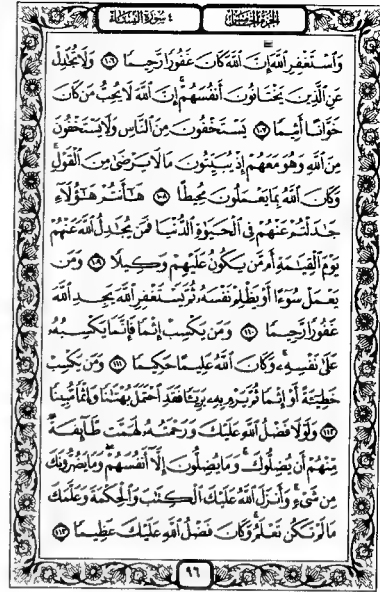 الجزء الخامس ٤ سورة النساء
وَٱسْتَغْفِرِ ٱللَّهَ إِنَّ ٱللَّهَ كَانَ غَفُورًا رَّحِيمًا ۝١٠٦ وَلَا تُجَٰدِلْ
عَنِ ٱلَّذِينَ يَخْتَانُونَ أَنفُسَهُمْ إِنَّ ٱللَّهَ لَا يُحِبُّ مَن كَانَ
خَوَّانًا أَثِيمًا ۝١٠٧ يَسْتَخْفُونَ مِنَ ٱلنَّاسِ وَلَا يَسْتَخْفُونَ
مِنَ ٱللَّهِ وَهُوَ مَعَهُمْ إِذْ يُبَيِّتُونَ مَا لَا يَرْضَىٰ مِنَ ٱلْقَوْلِ
وَكَانَ ٱللَّهُ بِمَا يَعْمَلُونَ مُحِيطًا ۝١٠٨ هَٰٓأَنتُمْ هَٰٓؤُلَآءِ
جَٰدَلْتُمْ عَنْهُمْ فِى ٱلْحَيَوٰةِ ٱلدُّنْيَا فَمَن يُجَٰدِلُ ٱللَّهَ عَنْهُمْ
يَوْمَ ٱلْقِيَٰمَةِ أَم مَّن يَكُونُ عَلَيْهِمْ وَكِيلًا ۝١٠٩ وَمَن
يَعْمَلْ سُوٓءًا أَوْ يَظْلِمْ نَفْسَهُۥ ثُمَّ يَسْتَغْفِرِ ٱللَّهَ يَجِدِ ٱللَّهَ
غَفُورًا رَّحِيمًا ۝١١٠ وَمَن يَكْسِبْ إِثْمًا فَإِنَّمَا يَكْسِبُهُۥ
عَلَىٰ نَفْسِهِۦ وَكَانَ ٱللَّهُ عَلِيمًا حَكِيمًا ۝١١١ وَمَن يَكْسِبْ
خَطِيٓـَٔةً أَوْ إِثْمًا ثُمَّ يَرْمِ بِهِۦ بَرِيٓـًٔا فَقَدِ ٱحْتَمَلَ بُهْتَٰنًا وَإِثْمًا مُّبِينًا
۝١١٢ وَلَوْلَا فَضْلُ ٱللَّهِ عَلَيْكَ وَرَحْمَتُهُۥ لَهَمَّت طَّآئِفَةٌ
مِّنْهُمْ أَن يُضِلُّوكَ وَمَا يُضِلُّونَ إِلَّآ أَنفُسَهُمْ وَمَا يَضُرُّونَكَ
مِن شَىْءٍ وَأَنزَلَ ٱللَّهُ عَلَيْكَ ٱلْكِتَٰبَ وَٱلْحِكْمَةَ وَعَلَّمَكَ
مَا لَمْ تَكُن تَعْلَمُ وَكَانَ فَضْلُ ٱللَّهِ عَلَيْكَ عَظِيمًا ۝١١٣
٩٦